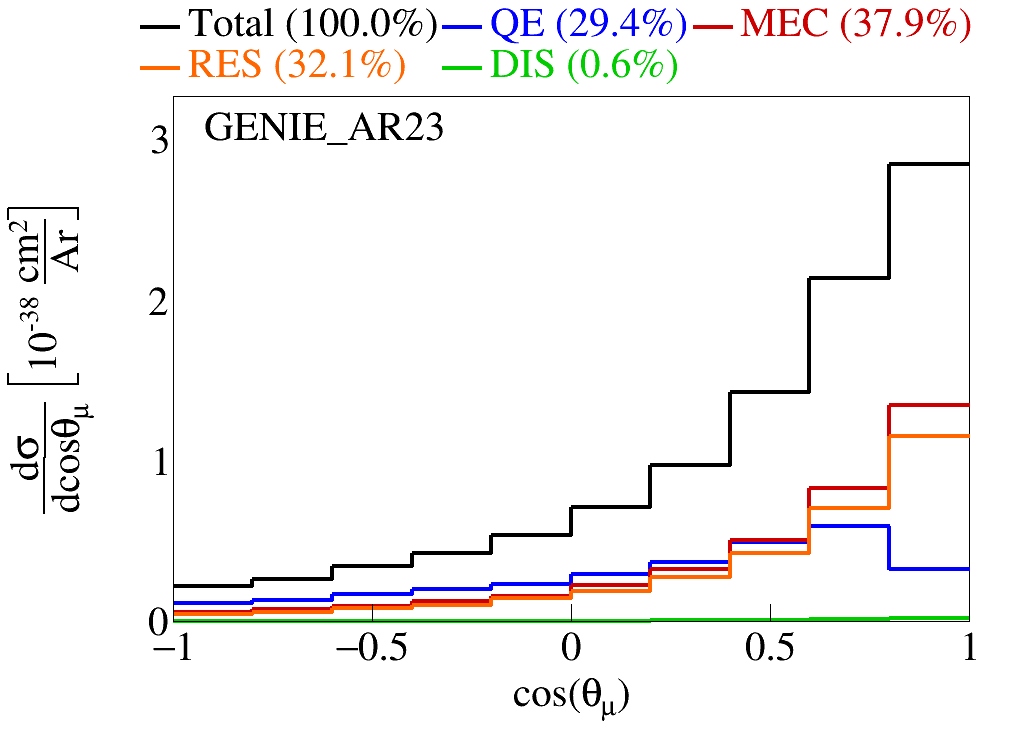 Total (100.0%) QE (29.4%) MEC (37.9%)
RES (32.1%) DIS (0.6%)
GENIE_AR23
3
2
1
0
−1 −0.5 0 0.5 1
cos(θμ)
dσ/dcosθμ [10⁻³⁸ cm²/Ar]